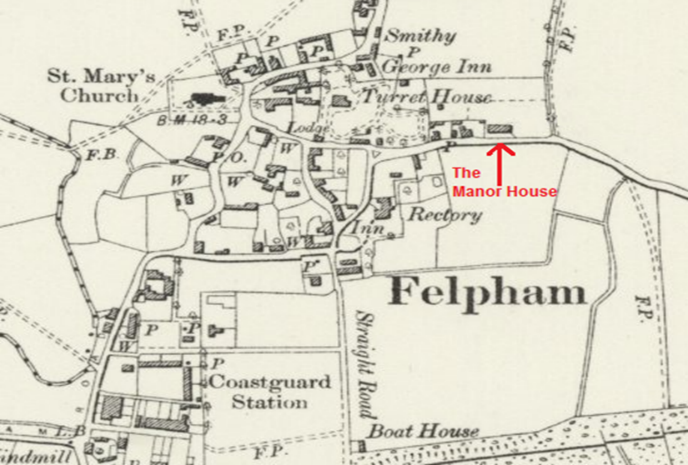 F.P.
F.P.
P
P
P
P
Smithy
P
George Inn
F.P.
St. Mary's
Church
Turret House
B M 18·3
Lodge
F.B.
P.O.
W
P
The
Manor House
W
W
Rectory
Inn
W
P
Felpham
F.P.
Straight Road
P
P
W
P
Coastguard
Station
L.B
Boat House
F.P.
indmill